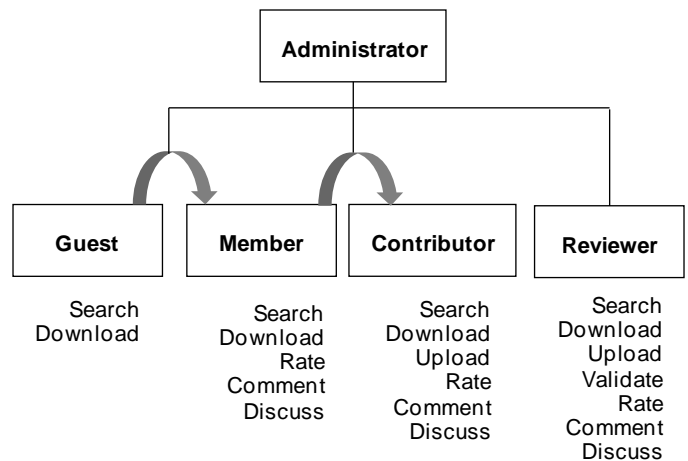 Administrator
Guest
Member
Contributor
Reviewer
Search
Download
Search
Download
Rate
Comment
Discuss
Search
Download
Upload
Rate
Comment
Discuss
Search
Download
Upload
Validate
Rate
Comment
Discuss